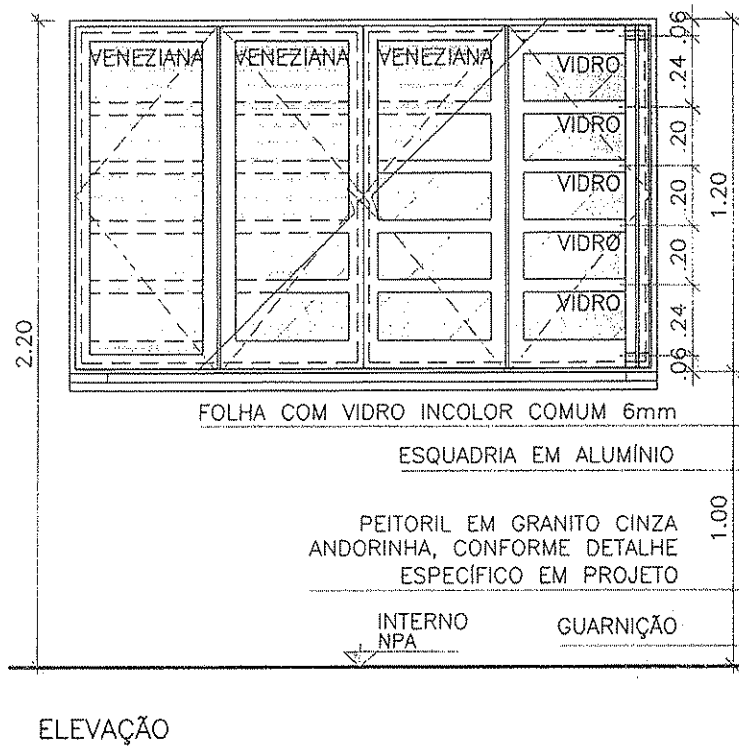 VENEZIANA VENEZIANA VENEZIANA VIDRO
VIDRO
VIDRO
VIDRO
VIDRO
.06
.24
.20
.20
.20
.24
.06
1.20
2.20
FOLHA COM VIDRO INCOLOR COMUM 6mm
ESQUADRIA EM ALUMÍNIO
PEITORIL EM GRANITO CINZA
ANDORINHA, CONFORME DETALHE
ESPECÍFICO EM PROJETO
1.00
INTERNO
NPA
GUARNIÇÃO
ELEVAÇÃO